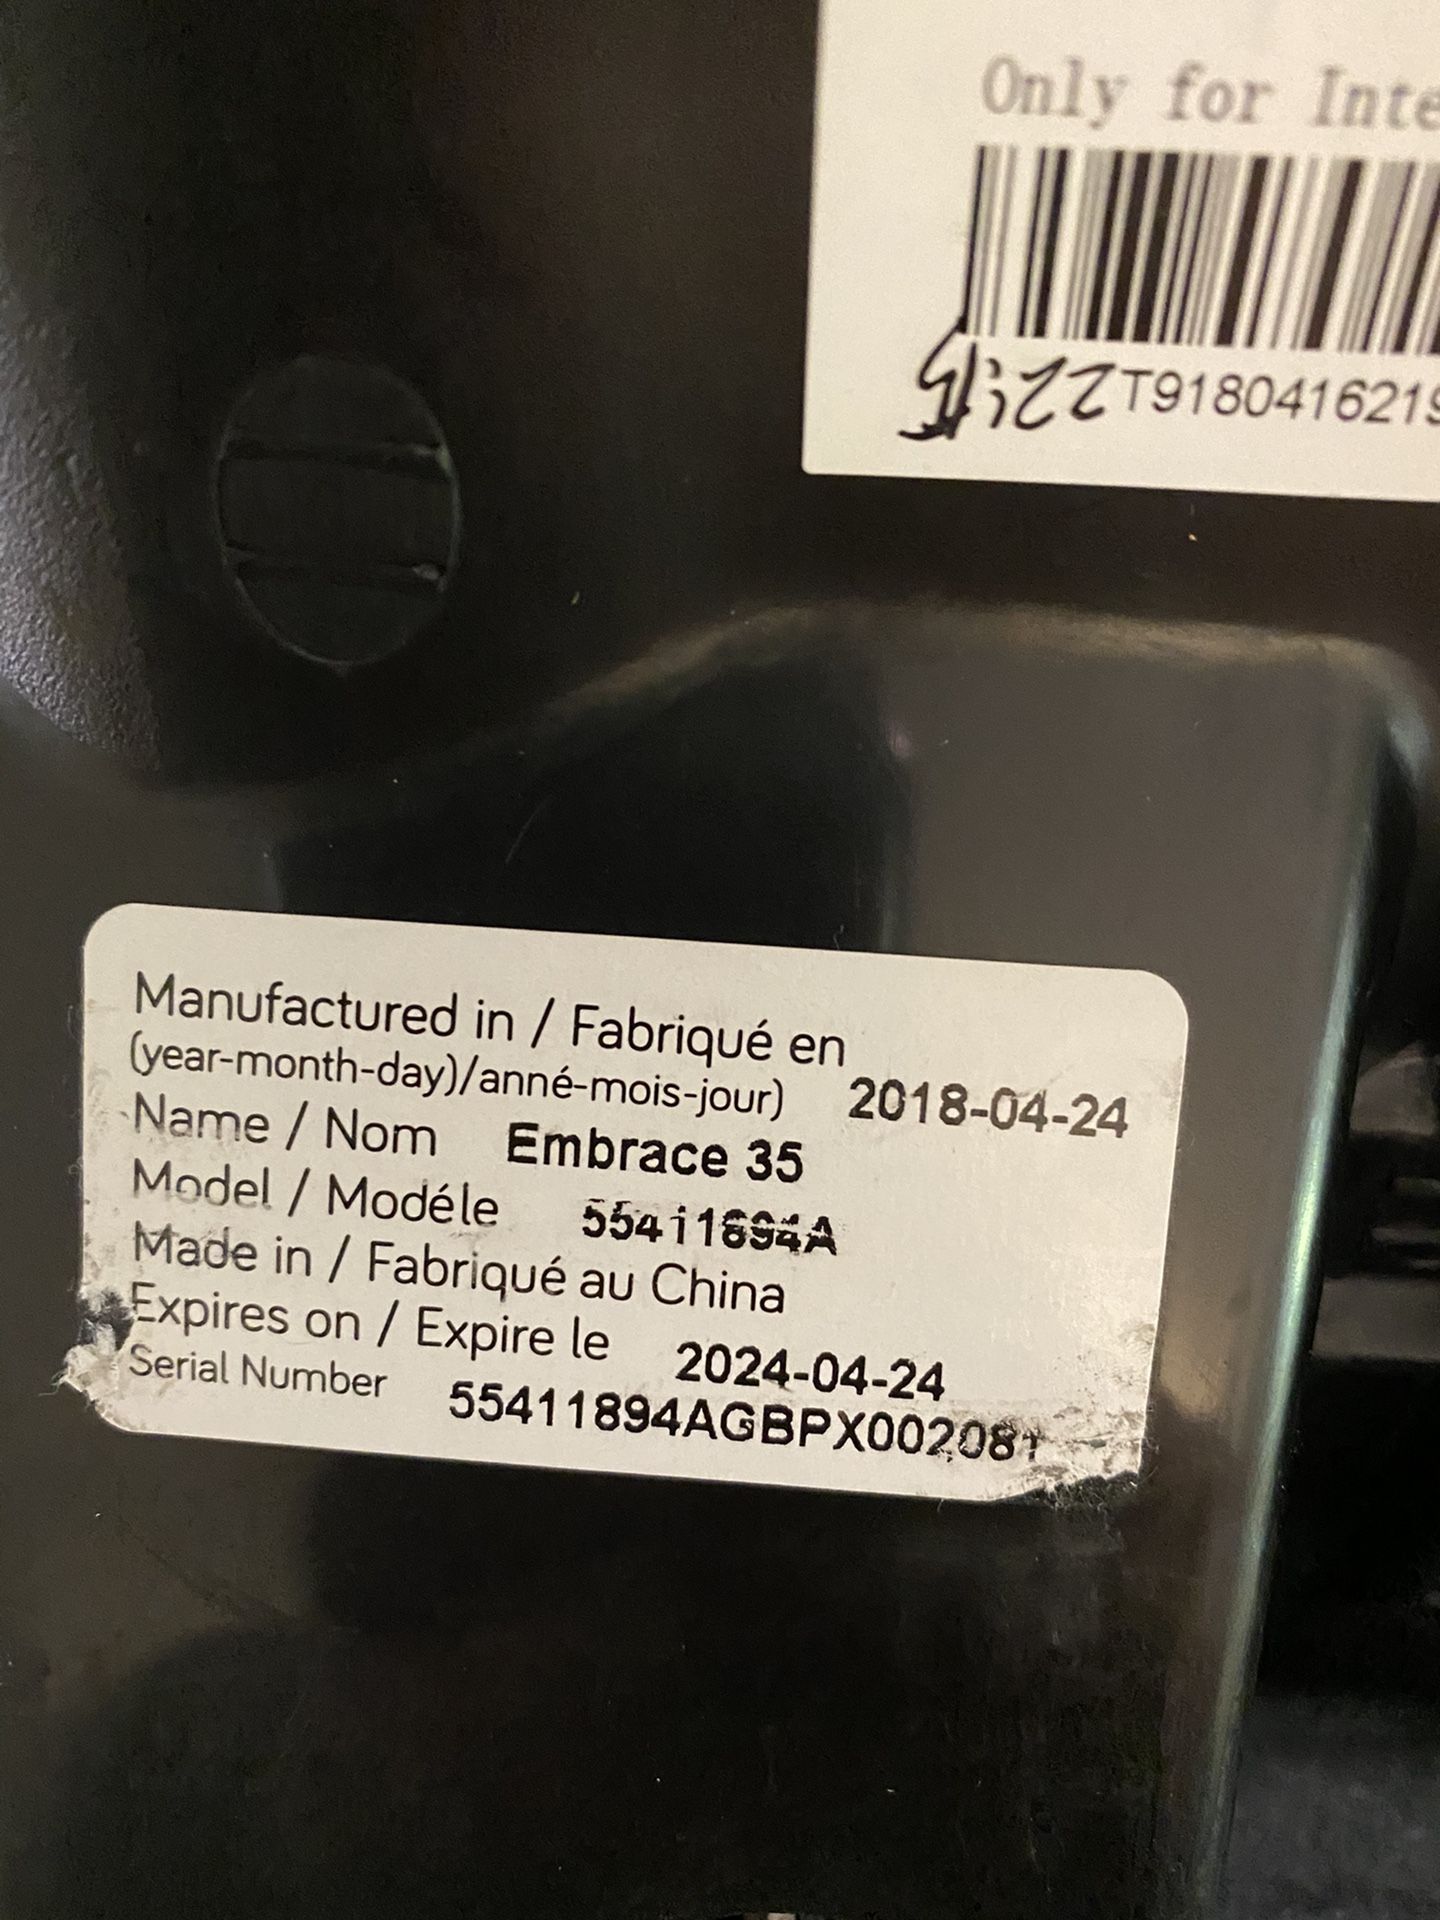 Only for Inte
T918041621
Manufactured in / Fabriqué en
(year-month-day)/anné-mois-jour) 2018-04-24
Name / Nom Embrace 35
Model / Modéle 55411894A
Made in / Fabriqué au China
Expires on / Expire le 2024-04-24
Serial Number 55411894AGBPX002081